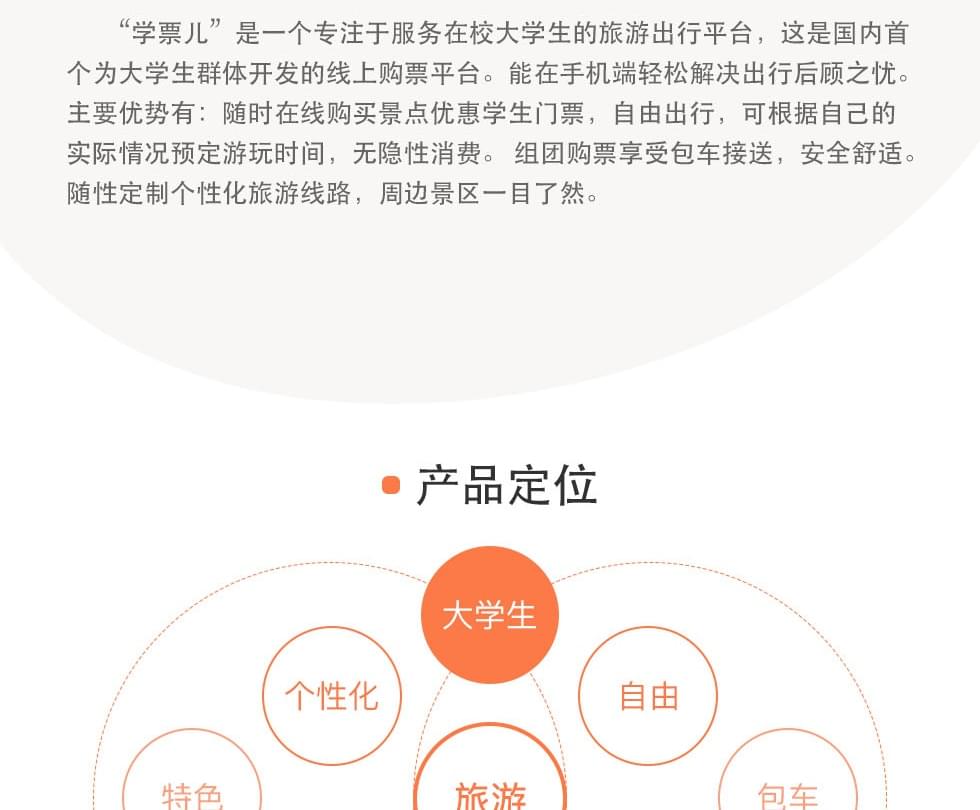 “学票儿”是一个专注于服务在校大学生的旅游出行平台，这是国内首
个为大学生群体开发的线上购票平台。能在手机端轻松解决出行后顾之忧。
主要优势有：随时在线购买景点优惠学生门票，自由出行，可根据自己的
实际情况预定游玩时间，无隐性消费。 组团购票享受包车接送，安全舒适。
随性定制个性化旅游线路，周边景区一目了然。
产品定位
大学生
个性化
自由
特色
旅游
包车